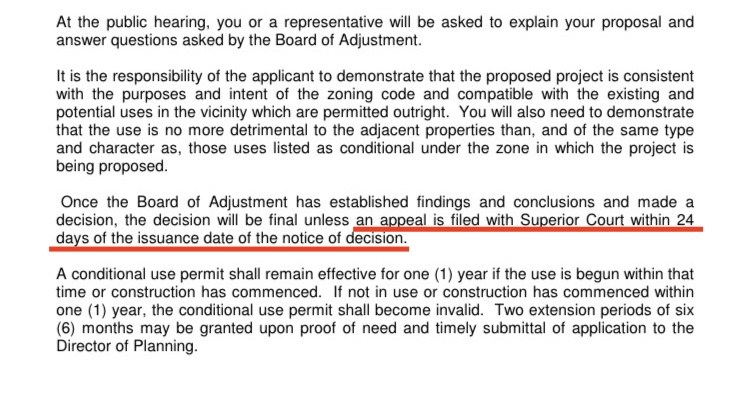 At the public hearing, you or a representative will be asked to explain your proposal and
answer questions asked by the Board of Adjustment.
It is the responsibility of the applicant to demonstrate that the proposed project is consistent
with the purposes and intent of the zoning code and compatible with the existing and
potential uses in the vicinity which are permitted outright. You will also need to demonstrate
that the use is no more detrimental to the adjacent properties than, and of the same type
and character as, those uses listed as conditional under the zone in which the project is
being proposed.
Once the Board of Adjustment has established findings and conclusions and made a
decision, the decision will be final unless an appeal is filed with Superior Court within 24
days of the issuance date of the notice of decision.
A conditional use permit shall remain effective for one (1) year if the use is begun within that
time or construction has commenced. If not in use or construction has commenced within
one (1) year, the conditional use permit shall become invalid. Two extension periods of six
(6) months may be granted upon proof of need and timely submittal of application to the
Director of Planning.